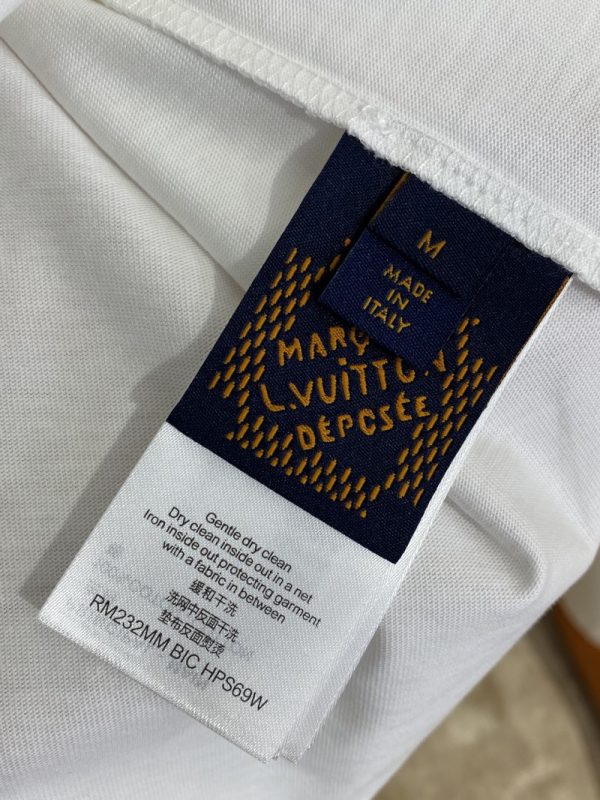 M
MADE
IN
ITALY
MARQ
L.VUITTON
DÉPOSÉE
Gentle dry clean
Dry clean inside out in a net
Iron inside out protecting garment
with a fabric in between
缓和干洗
洗网中反面干洗
垫布反面熨烫
RM232MM BIC HPS69W